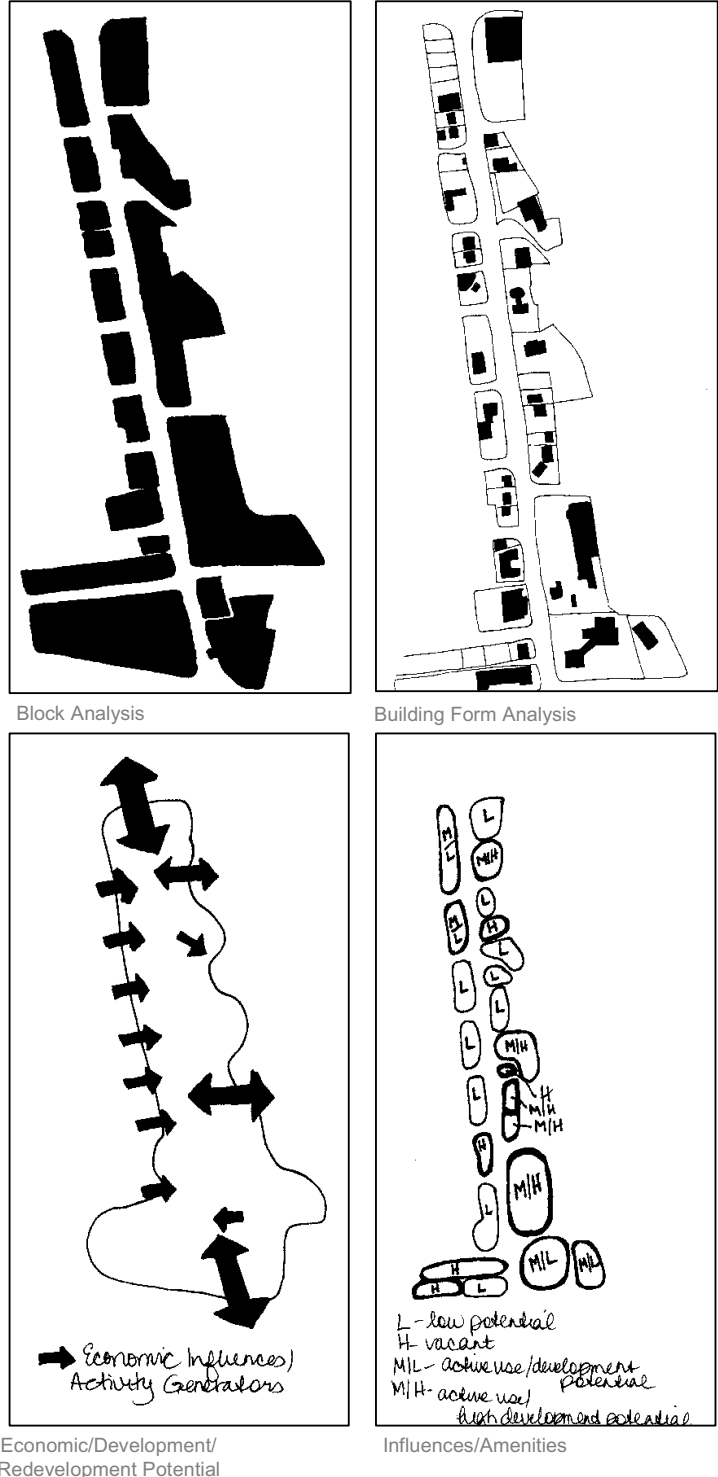 Block Analysis
Building Form Analysis
Economic Influences/
Activity Generators
Economic/Development/
Redevelopment Potential
L
M
L
M/H
L
M
L
H
L
L
L
L
L
M/H
H
M/H
M/H
L
H
M/H
L
M/L
M/L
H
H
L
L - low potential
H - vacant
M/L - active use/development
potential
M/H - active use/
high development potential
Influences/Amenities